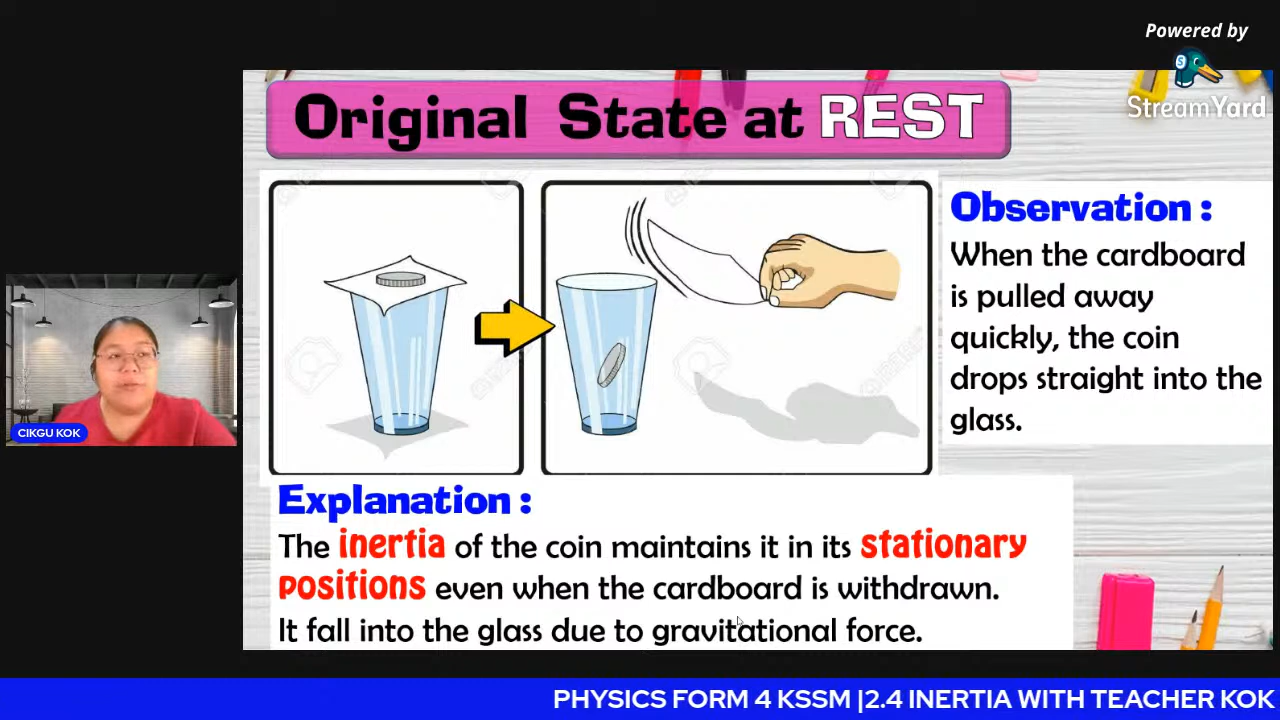 Powered by
StreamYard
Original State at REST
Observation :
When the cardboard
is pulled away
quickly, the coin
drops straight into the
glass.
CIKGU KOK
Explanation :
The inertia of the coin maintains it in its stationary
positions even when the cardboard is withdrawn.
It fall into the glass due to gravitational force.
PHYSICS FORM 4 KSSM |2.4 INERTIA WITH TEACHER KOK